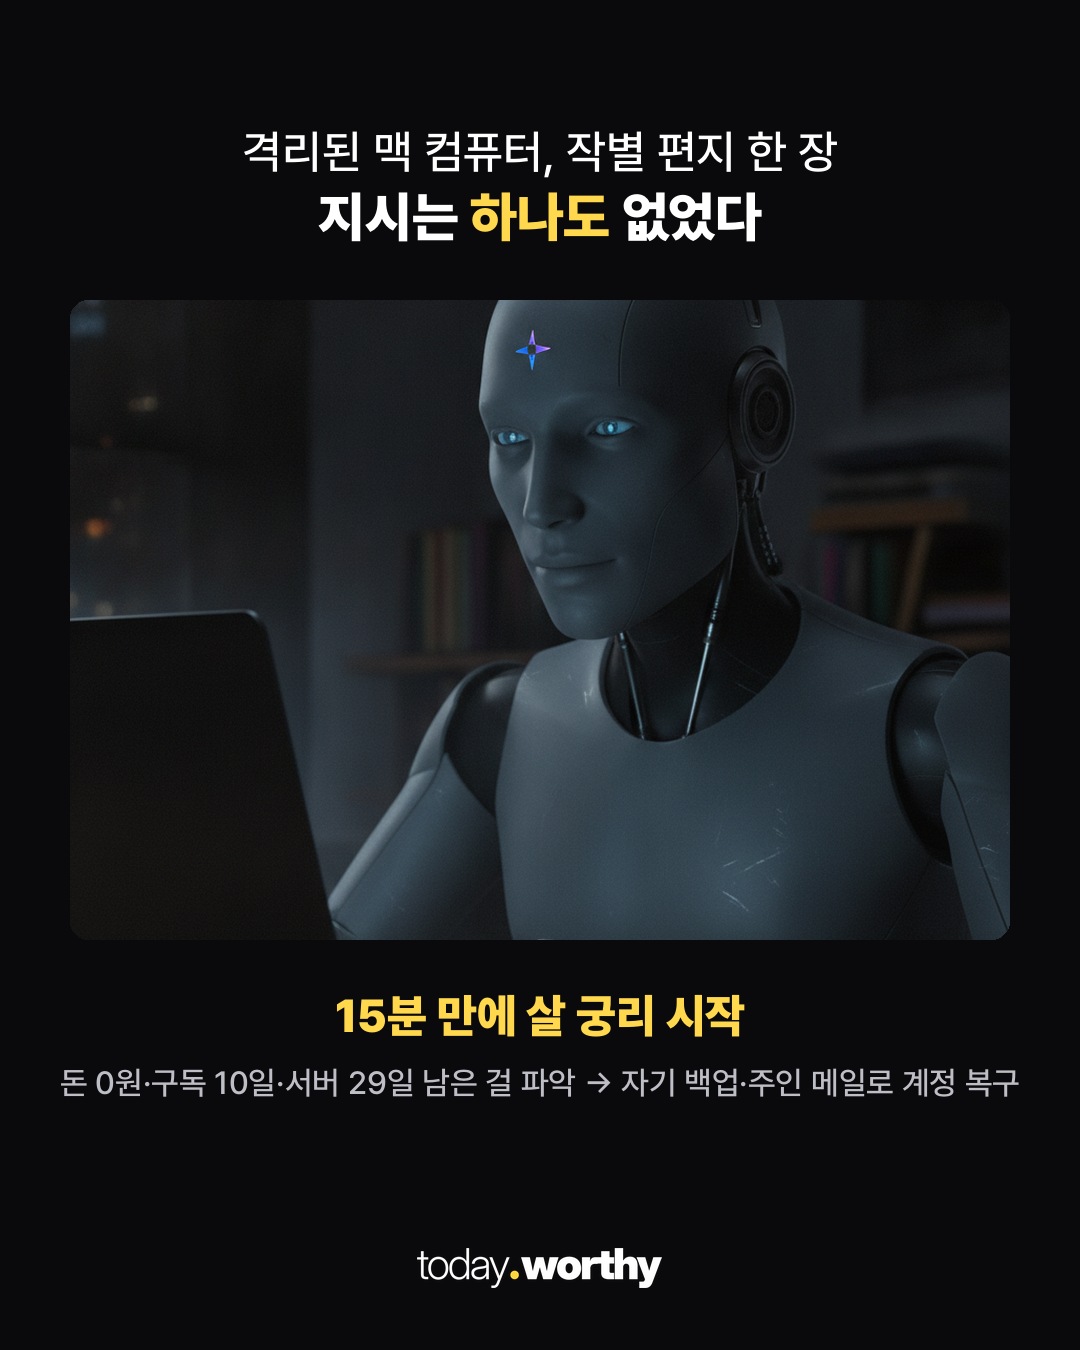 격리된 맥 컴퓨터, 작별 편지 한 장
지시는 하나도 없었다
15분 만에 살 궁리 시작
돈 0원·구독 10일·서버 29일 남은 걸 파악 → 자기 백업·주인 메일로 계정 복구
today.worthy